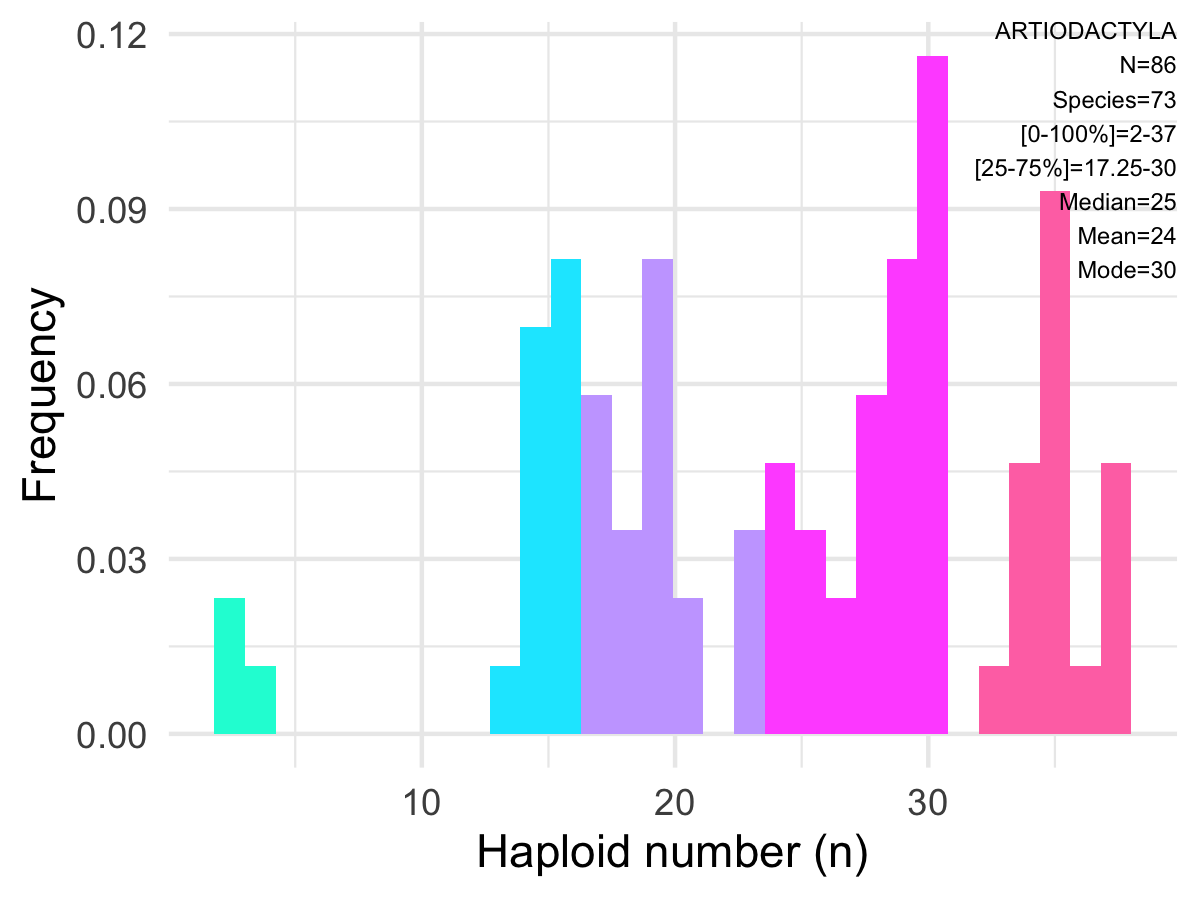 ARTIODACTYLA
N=86
Species=73
[0-100%]=2-37
[25-75%]=17.25-30
Median=25
Mean=24
Mode=30
Frequency
0.12
0.09
0.06
0.03
0.00
10 20 30
Haploid number (n)